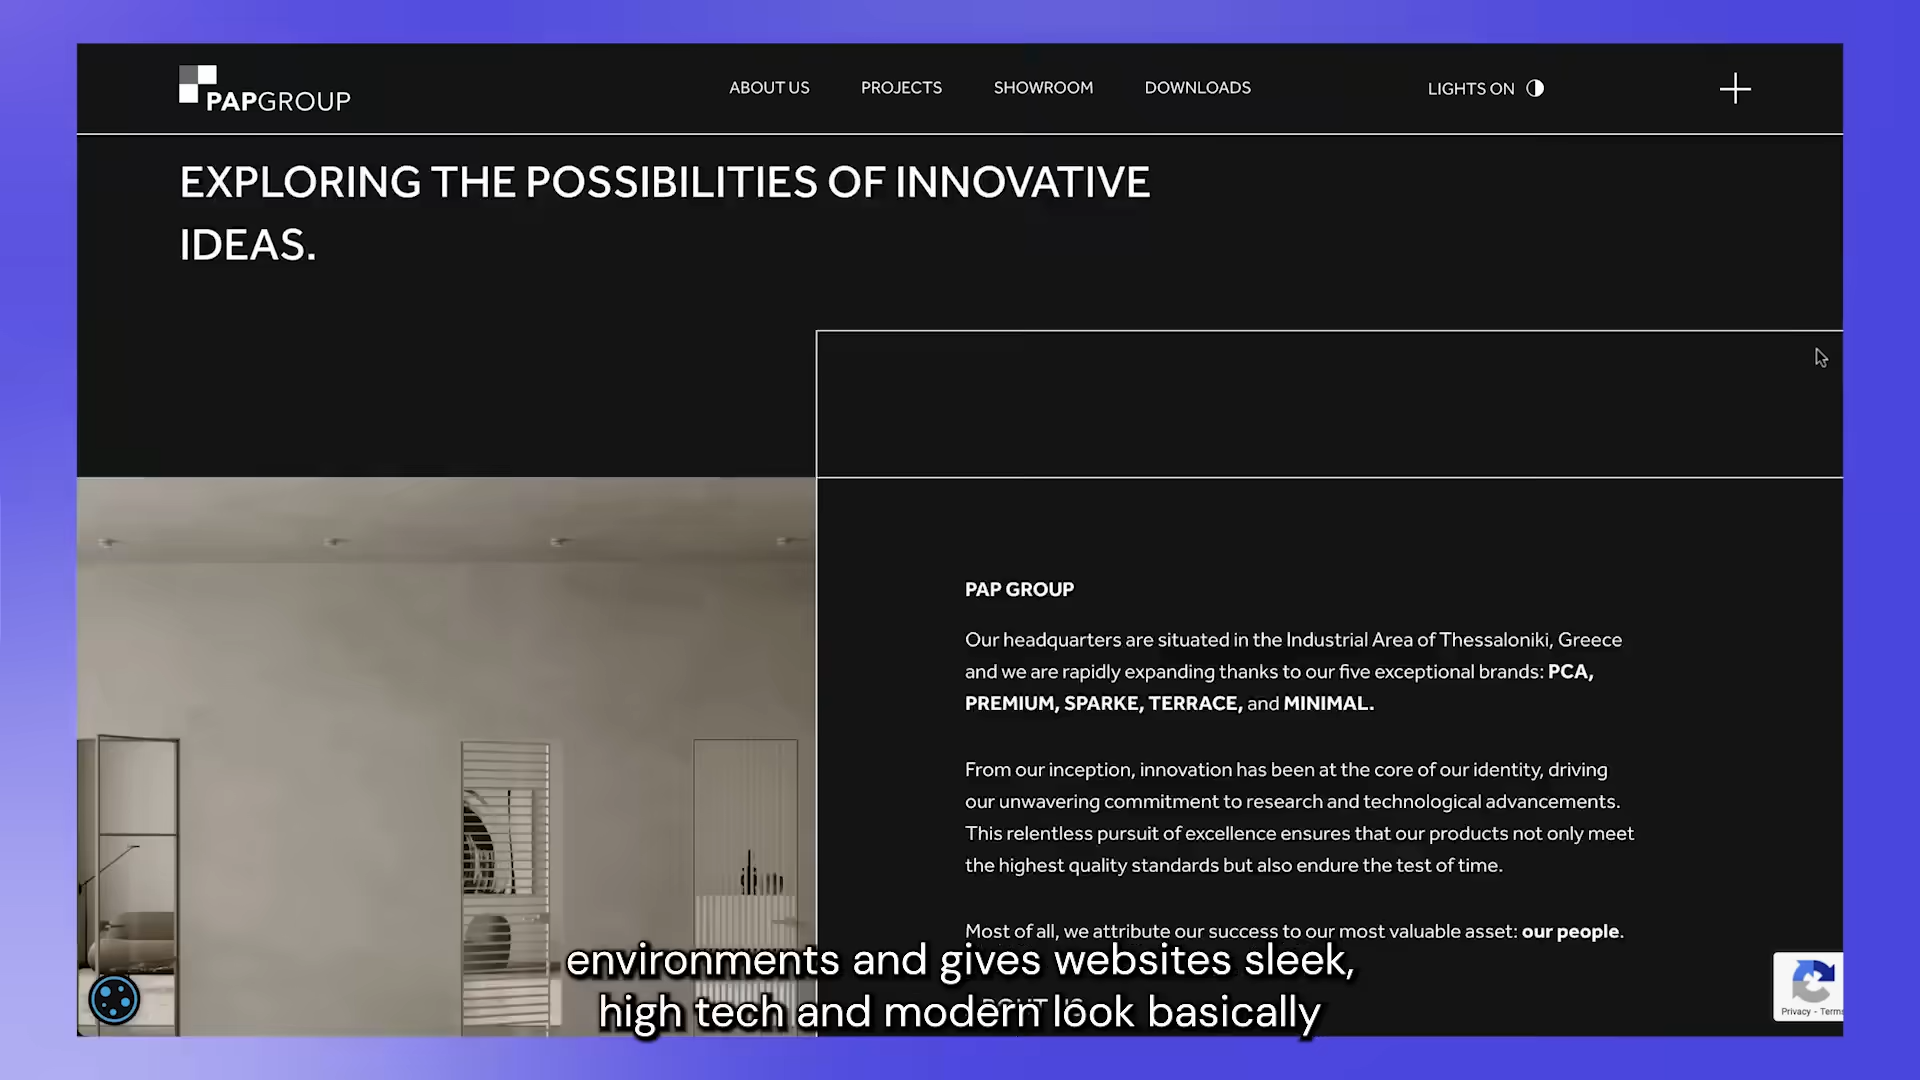 PAPGROUP
ABOUT US
PROJECTS
SHOWROOM
DOWNLOADS
LIGHTS ON
EXPLORING THE POSSIBILITIES OF INNOVATIVE
IDEAS.
PAP GROUP
Our headquarters are situated in the Industrial Area of Thessaloniki, Greece
and we are rapidly expanding thanks to our five exceptional brands: PCA,
PREMIUM, SPARKE, TERRACE, and MINIMAL.
From our inception, innovation has been at the core of our identity, driving
our unwavering commitment to research and technological advancements.
This relentless pursuit of excellence ensures that our products not only meet
the highest quality standards but also endure the test of time.
Most of all, we attribute our success to our most valuable asset: our people.
environments and gives websites sleek,
high tech and modern look basically
Privacy - Terms